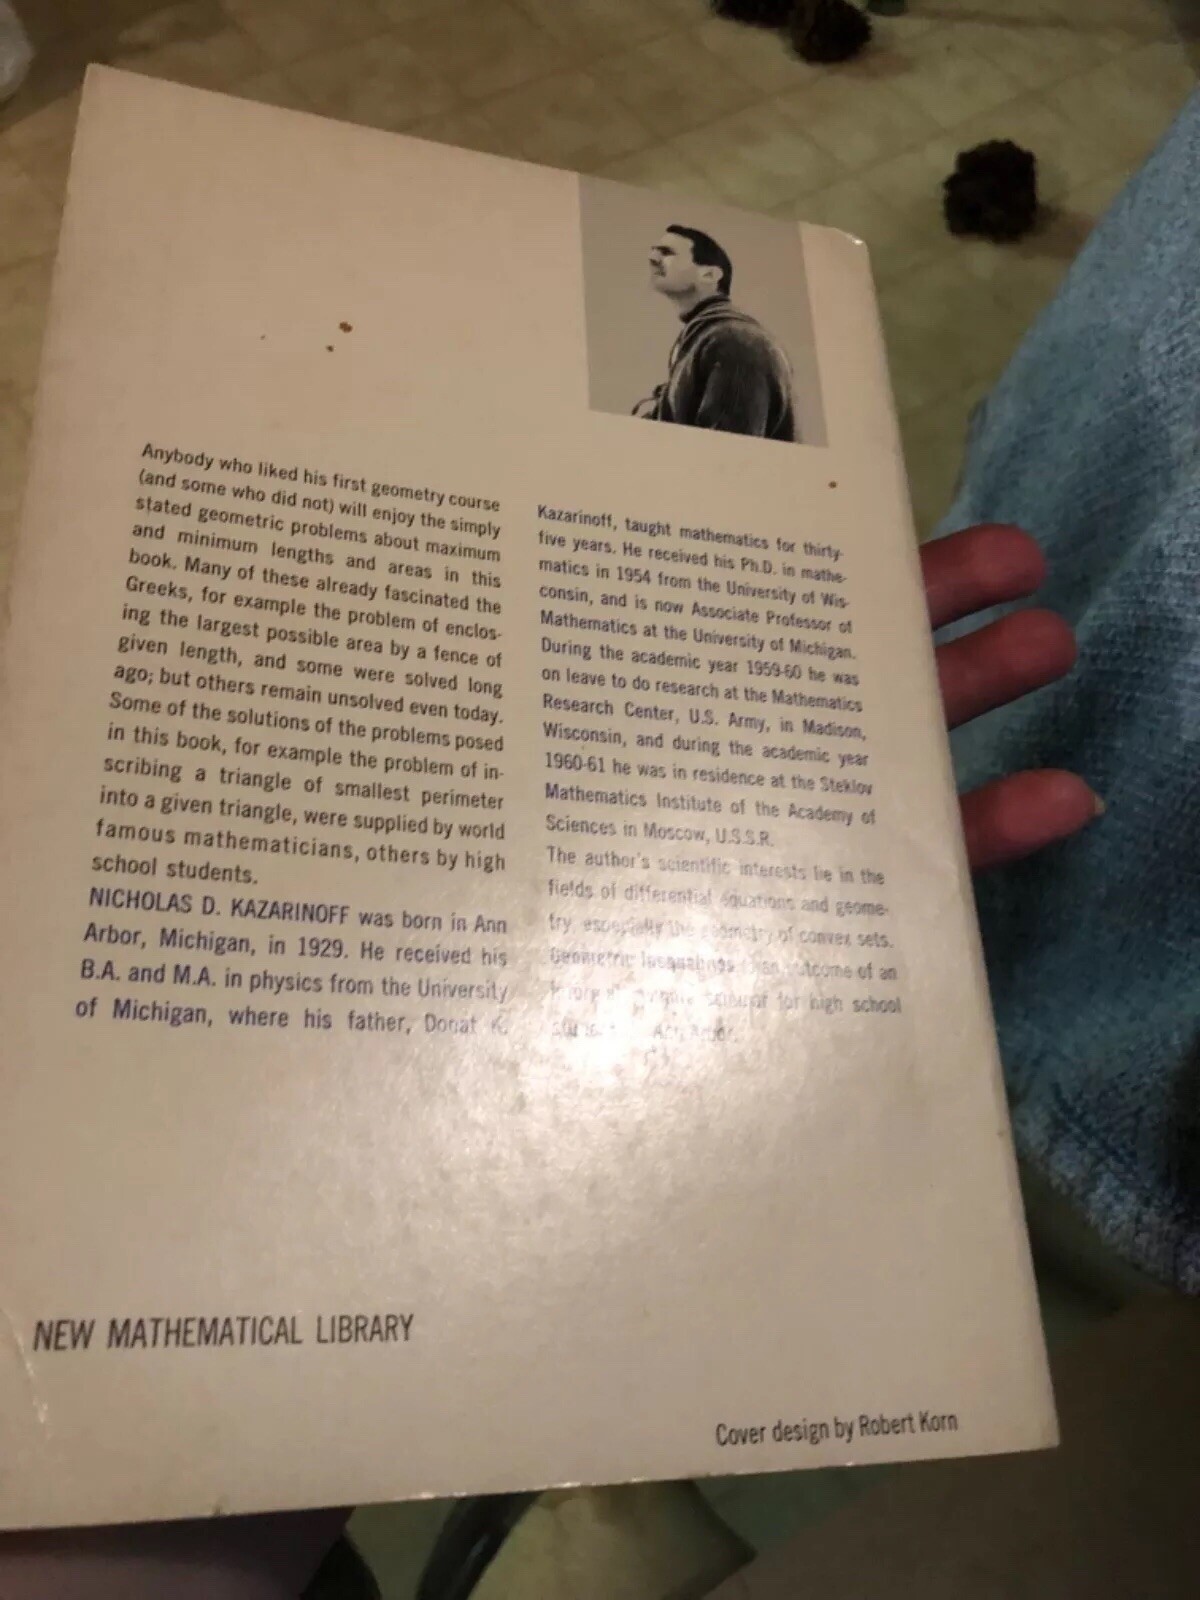 Anybody who liked his first geometry course
(and some who did not) will enjoy the simply
stated geometric problems about maximum
and minimum lengths and areas in this
book. Many of these already fascinated the
Greeks, for example the problem of enclos-
ing the largest possible area by a fence of
given length, and some were solved long
ago; but others remain unsolved even today.
Some of the solutions of the problems posed
in this book, for example the problem of in-
scribing a triangle of smallest perimeter
into a given triangle, were supplied by world
famous mathematicians, others by high
school students.
NICHOLAS D. KAZARINOFF was born in Ann
Arbor, Michigan, in 1929. He received his
B.A. and M.A. in physics from the University
of Michigan, where his father, Donat K.
Kazarinoff, taught mathematics for thirty-
five years. He received his Ph.D. in mathe-
matics in 1954 from the University of Wis-
consin, and is now Associate Professor of
Mathematics at the University of Michigan.
During the academic year 1959-60 he was
on leave to do research at the Mathematics
Research Center, U.S. Army, in Madison,
Wisconsin, and during the academic year
1960-61 he was in residence at the Steklov
Mathematics Institute of the Academy of
Sciences in Moscow, U.S.S.R.
The author's scientific interests lie in the
fields of differential equations and geome-
try, especially the geometry of convex sets.
Geometric Inequalities outcome of an
for high school
Ann Arbor.
NEW MATHEMATICAL LIBRARY
Cover design by Robert Korn